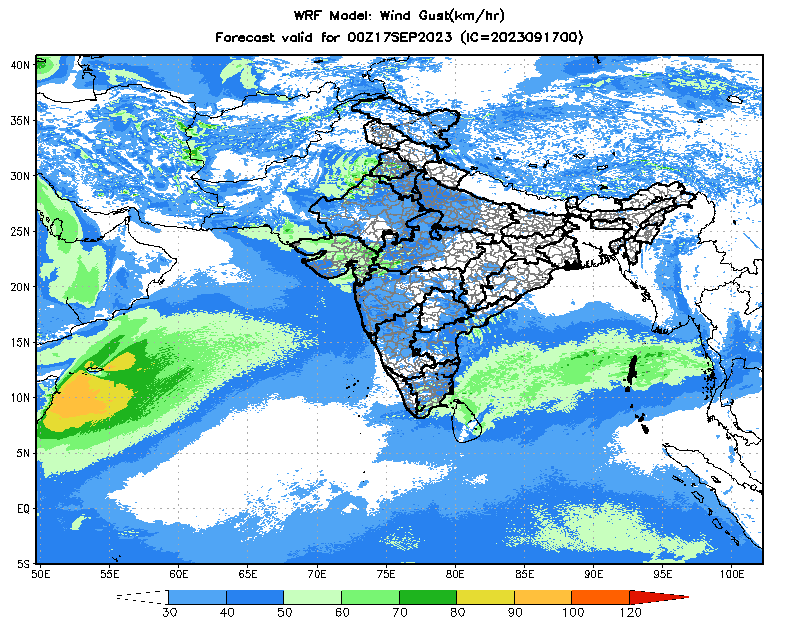 WRF Model: Wind Gust(km/hr)
Forecast valid for 00Z17SEP2023 (IC=2023091700)
40N
35N
30N
25N
20N
15N
10N
5N
EQ
5S
50E 55E 60E 65E 70E 75E 80E 85E 90E 95E 100E
30 40 50 60 70 80 90 100 120